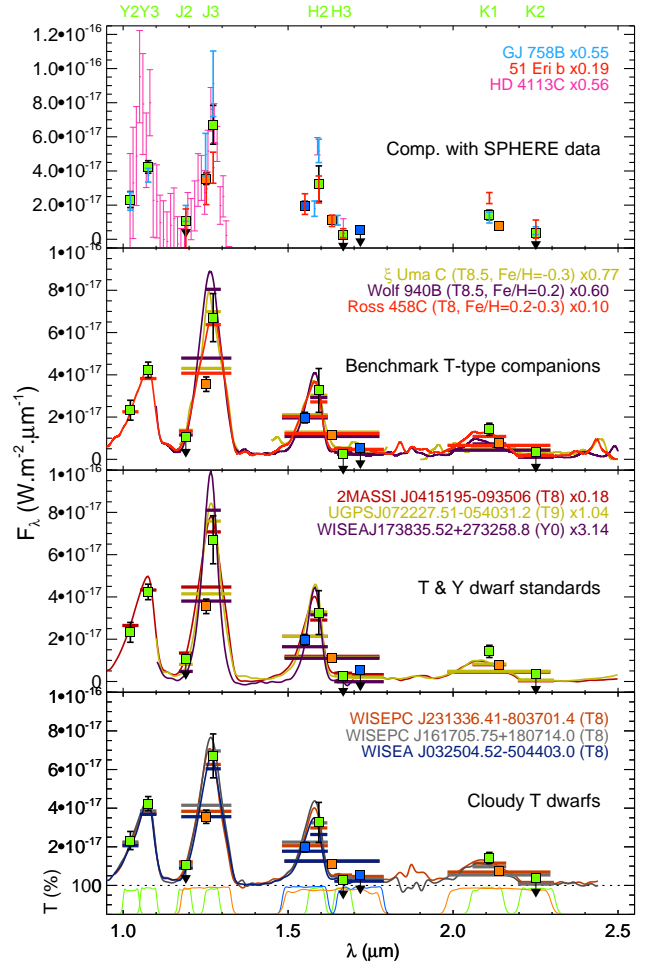 Y2 Y3 J2 J3 H2 H3 K1 K2
1.2•10⁻¹⁶
1•10⁻¹⁶
8•10⁻¹⁷
6•10⁻¹⁷
4•10⁻¹⁷
2•10⁻¹⁷
0
GJ 758B x0.55
51 Eri b x0.19
HD 4113C x0.56
Comp. with SPHERE data
8•10⁻¹⁷
6•10⁻¹⁷
4•10⁻¹⁷
2•10⁻¹⁷
0
ξ Uma C (T8.5, Fe/H=-0.3) x0.77
Wolf 940B (T8.5, Fe/H=0.2) x0.60
Ross 458C (T8, Fe/H=0.2-0.3) x0.10
Benchmark T-type companions
F_λ (W.m⁻².µm⁻¹)
1•10⁻¹⁶
8•10⁻¹⁷
6•10⁻¹⁷
4•10⁻¹⁷
2•10⁻¹⁷
0
2MASSI J0415195-093506 (T8) x0.18
UGPSJ072227.51-054031.2 (T9) x1.04
WISEAJ173835.52+273258.8 (Y0) x3.14
T & Y dwarf standards
1•10⁻¹⁶
8•10⁻¹⁷
6•10⁻¹⁷
4•10⁻¹⁷
2•10⁻¹⁷
100
T (%)
WISEPC J231336.41-803701.4 (T8)
WISEPC J161705.75+180714.0 (T8)
WISEA J032504.52-504403.0 (T8)
Cloudy T dwarfs
1.0 1.5 2.0 2.5
λ (µm)